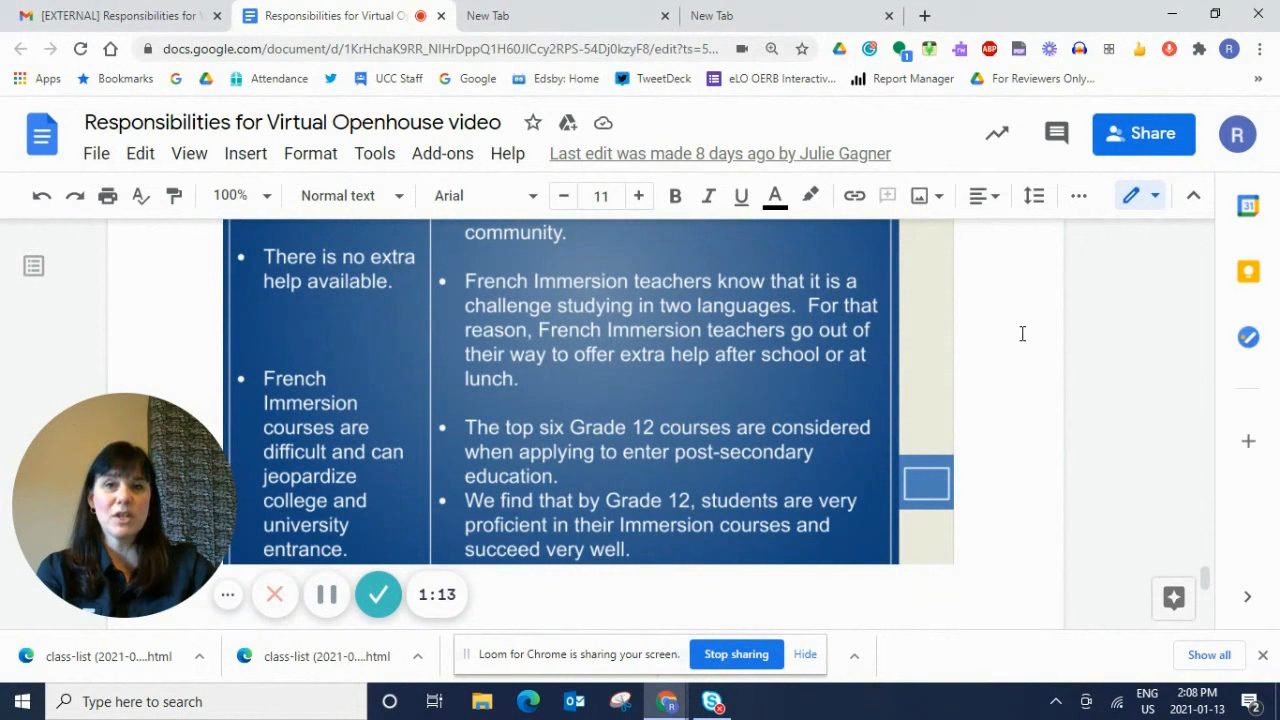 [EXTERNAL] Responsibilities for V
Responsibilities for Virtual Op
New Tab
New Tab
docs.google.com/document/d/1KrHchaK9RR_NIHrDppQ1H60JICcy2RPS-54Dj0kzyF8/edit?ts=5...
Apps
Bookmarks
Attendance
UCC Staff
Google
Edsby: Home
TweetDeck
eLO OERB Interactiv...
Report Manager
For Reviewers Only...
»
Responsibilities for Virtual Openhouse video
File Edit View Insert Format Tools Add-ons Help Last edit was made 8 days ago by Julie Gagner
Share
R
100% Normal text Arial 11 B I U A
community.
There is no extra
help available.
• French Immersion teachers know that it is a
challenge studying in two languages.  For that
reason, French Immersion teachers go out of
their way to offer extra help after school or at
lunch.
• French
Immersion
courses are
difficult and can
jeopardize
college and
university
entrance.
• The top six Grade 12 courses are considered
when applying to enter post-secondary
education.
• We find that by Grade 12, students are very
proficient in their Immersion courses and
succeed very well.
1:13
class-list (2021-0....html
class-list (2021-0....html
Loom for Chrome is sharing your screen.
Stop sharing
Hide
Show all
Type here to search
ENG
US
2:08 PM
2021-01-13
2